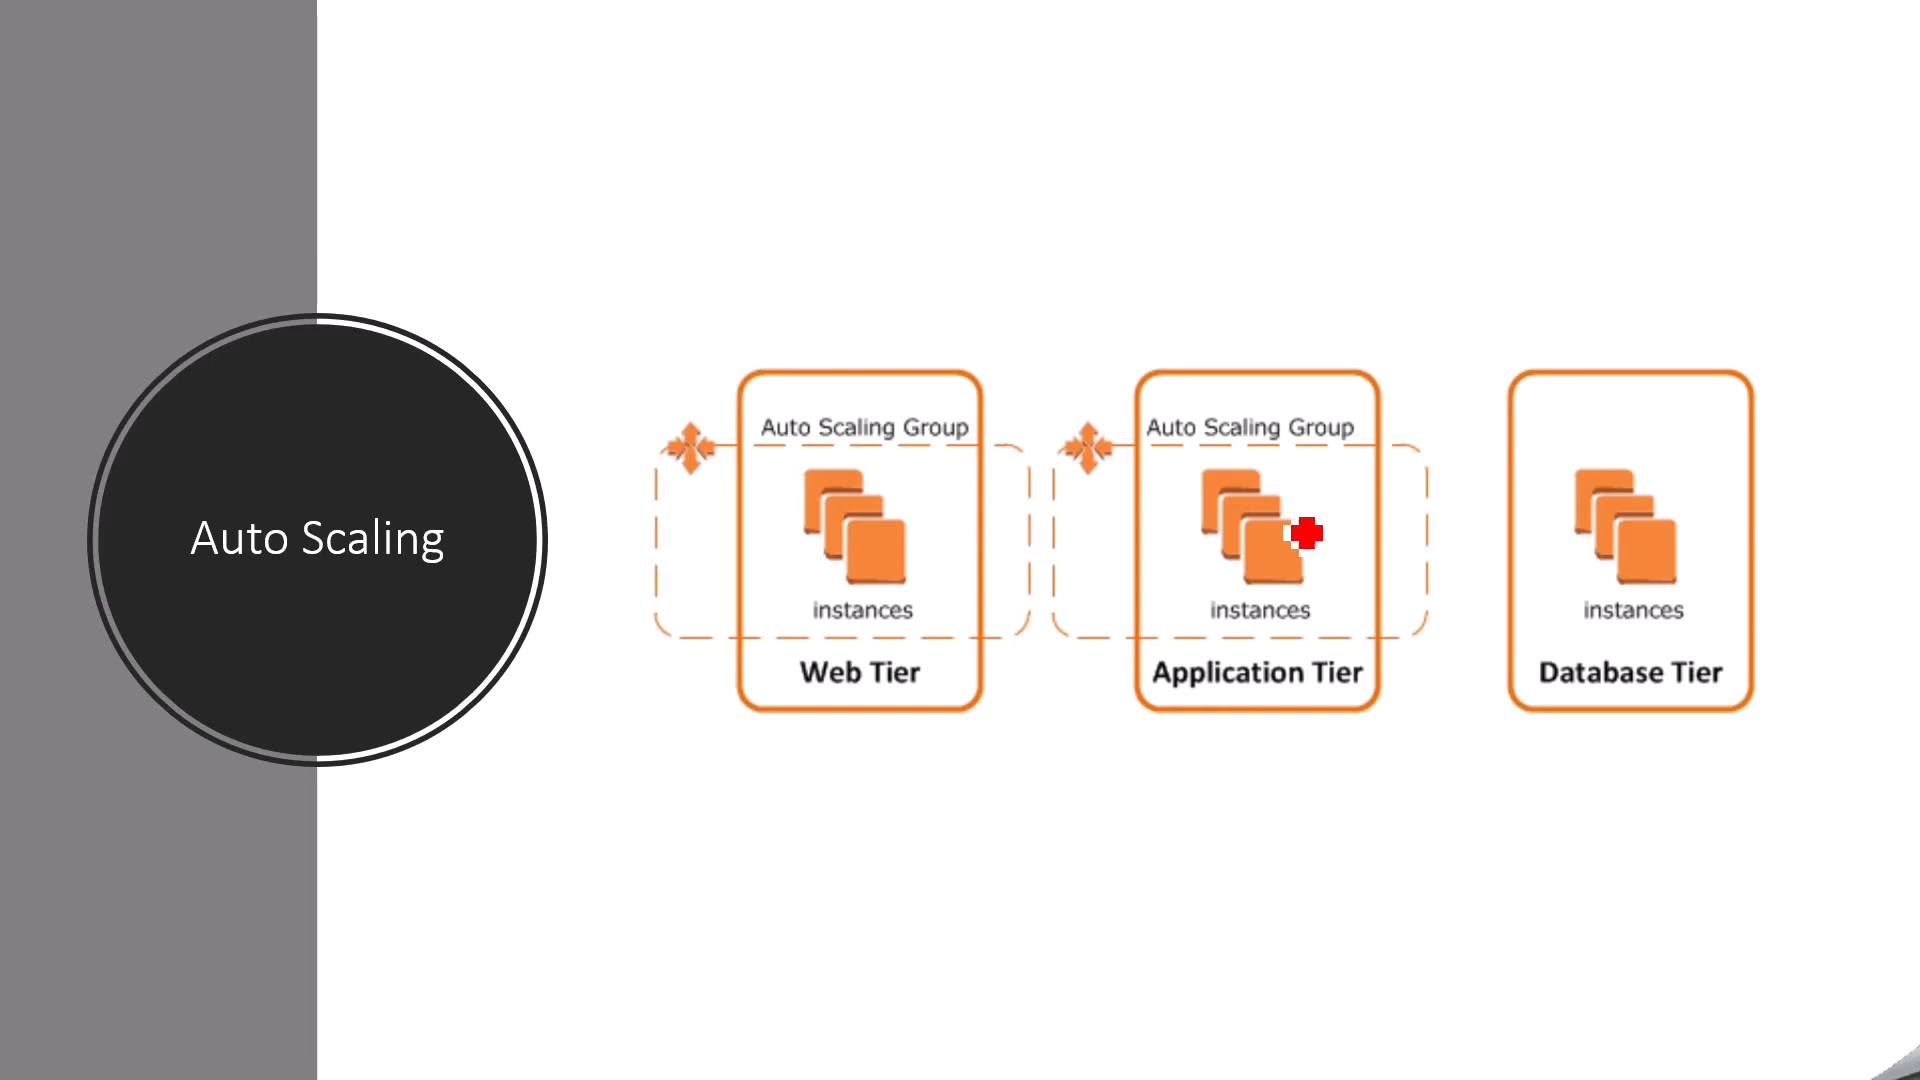 Auto Scaling
Auto Scaling Group
instances
Web Tier
Auto Scaling Group
instances
Application Tier
instances
Database Tier